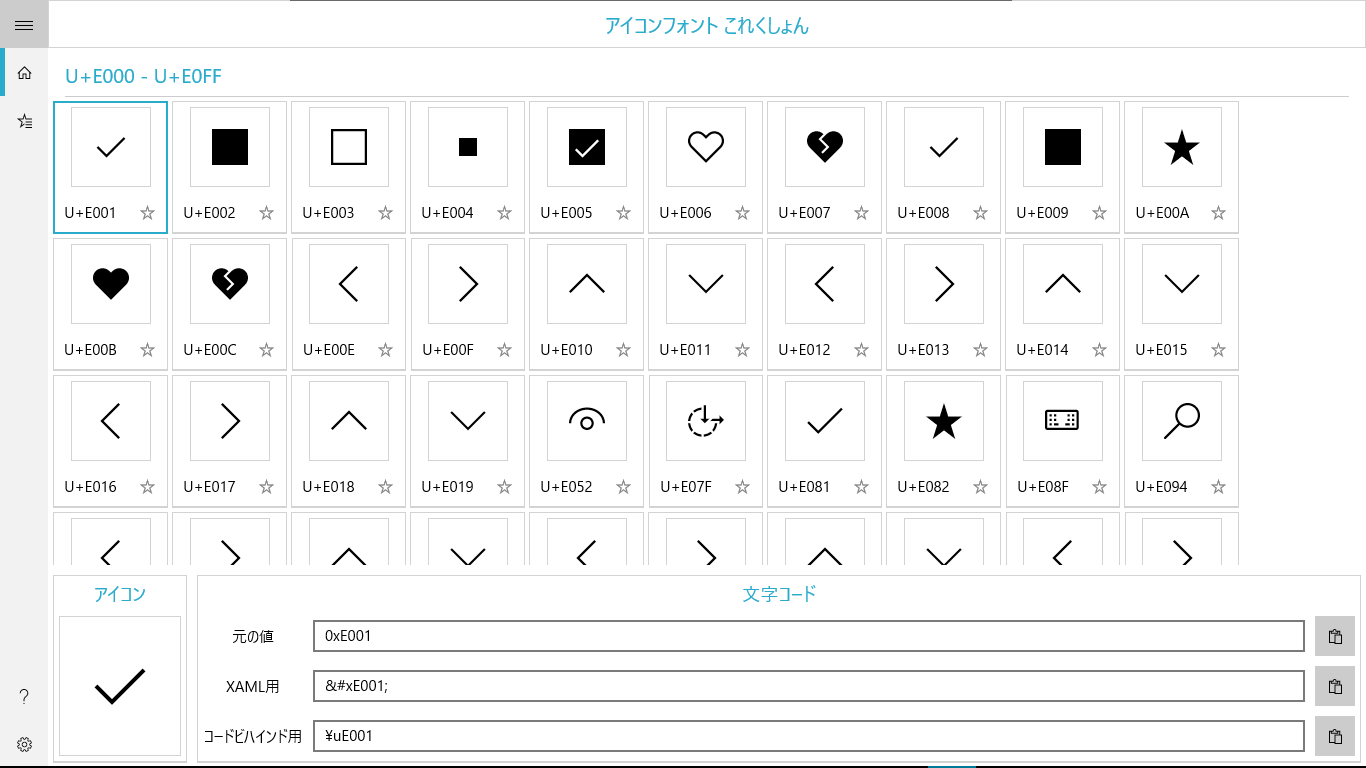 アイコンフォント これくしょん
U+E000 - U+E0FF
U+E001 U+E002 U+E003 U+E004 U+E005 U+E006 U+E007 U+E008 U+E009 U+E00A
U+E00B U+E00C U+E00E U+E00F U+E010 U+E011 U+E012 U+E013 U+E014 U+E015
U+E016 U+E017 U+E018 U+E019 U+E052 U+E07F U+E081 U+E082 U+E08F U+E094
アイコン
文字コード
元の値 0xE001
XAML用 &#xE001;
コードビハインド用 ¥uE001